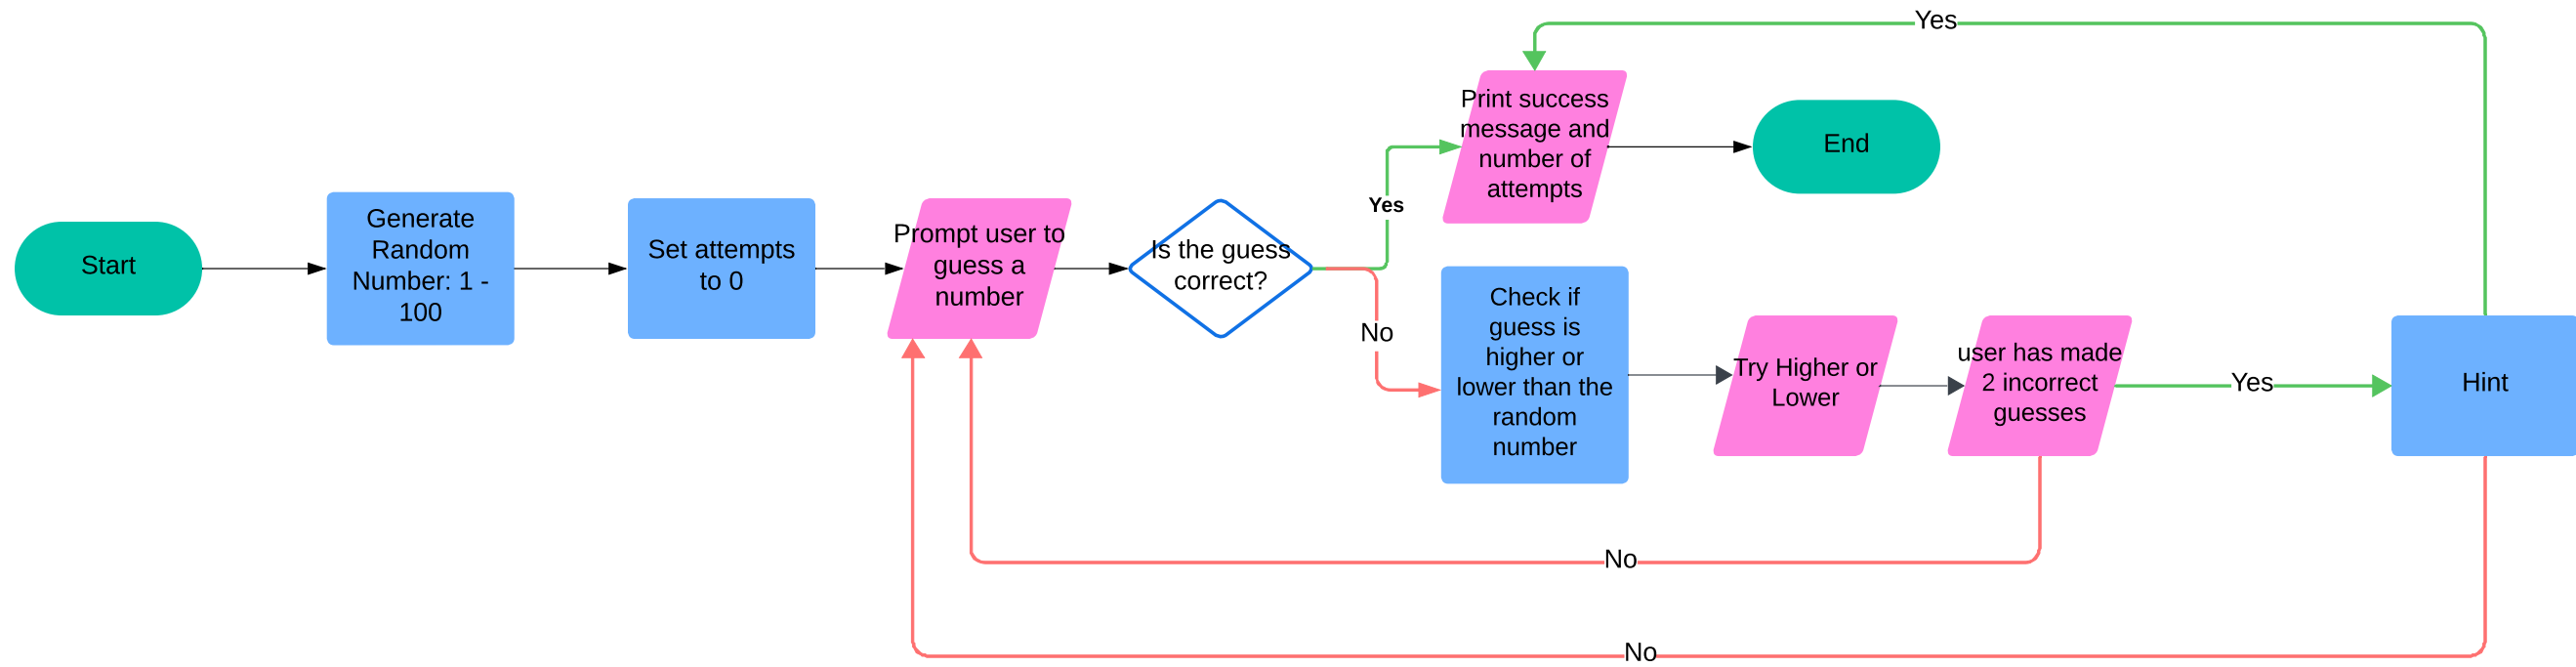 Start
Generate
Random
Number: 1 -
100
Set attempts
to 0
Prompt user to
guess a
number
Is the guess
correct?
Yes
No
Print success
message and
number of
attempts
End
Yes
Check if
guess is
higher or
lower than the
random
number
Try Higher or
Lower
user has made
2 incorrect
guesses
Yes
Hint
No
No